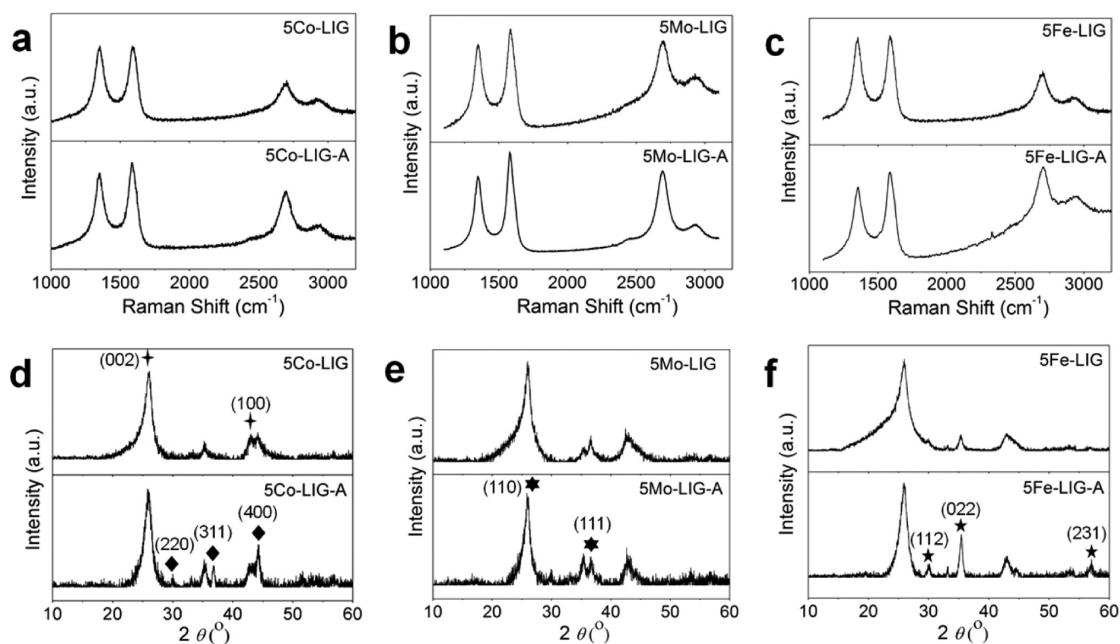 a
5Co-LIG
5Co-LIG-A
Intensity (a.u.)
1000 1500 2000 2500 3000
Raman Shift (cm⁻¹)
b
5Mo-LIG
5Mo-LIG-A
Intensity (a.u.)
1000 1500 2000 2500 3000
Raman Shift (cm⁻¹)
c
5Fe-LIG
5Fe-LIG-A
Intensity (a.u.)
1000 1500 2000 2500 3000
Raman Shift (cm⁻¹)
d
5Co-LIG
(002)
(100)
5Co-LIG-A
(220)
(311)
(400)
Intensity (a.u.)
10 20 30 40 50 60
2 θ(°)
e
5Mo-LIG
5Mo-LIG-A
(110)
(111)
Intensity (a.u.)
10 20 30 40 50 60
2 θ(°)
f
5Fe-LIG
5Fe-LIG-A
(112)
(022)
(231)
Intensity (a.u.)
10 20 30 40 50 60
2 θ(°)